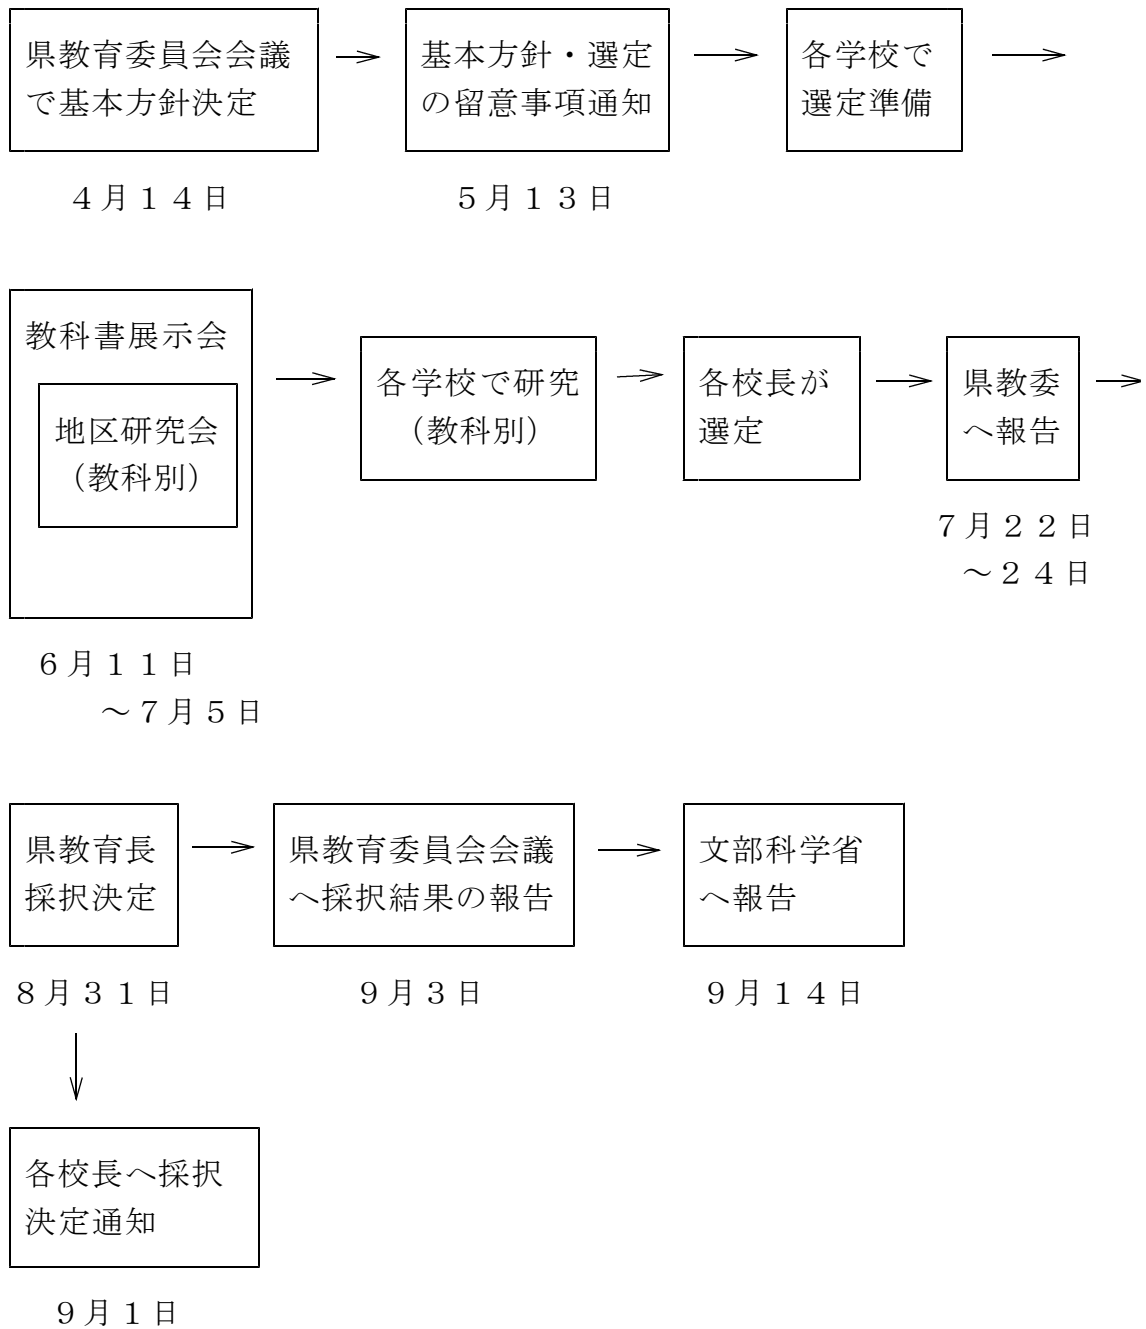 県教育委員会会議
で基本方針決定
４月１４日
基本方針・選定
の留意事項通知
５月１３日
各学校で
選定準備
教科書展示会
地区研究会
（教科別）
６月１１日
～７月５日
各学校で研究
（教科別）
各校長が
選定
県教委
へ報告
７月２２日
～２４日
県教育長
採択決定
８月３１日
県教育委員会会議
へ採択結果の報告
９月３日
文部科学省
へ報告
９月１４日
各校長へ採択
決定通知
９月１日